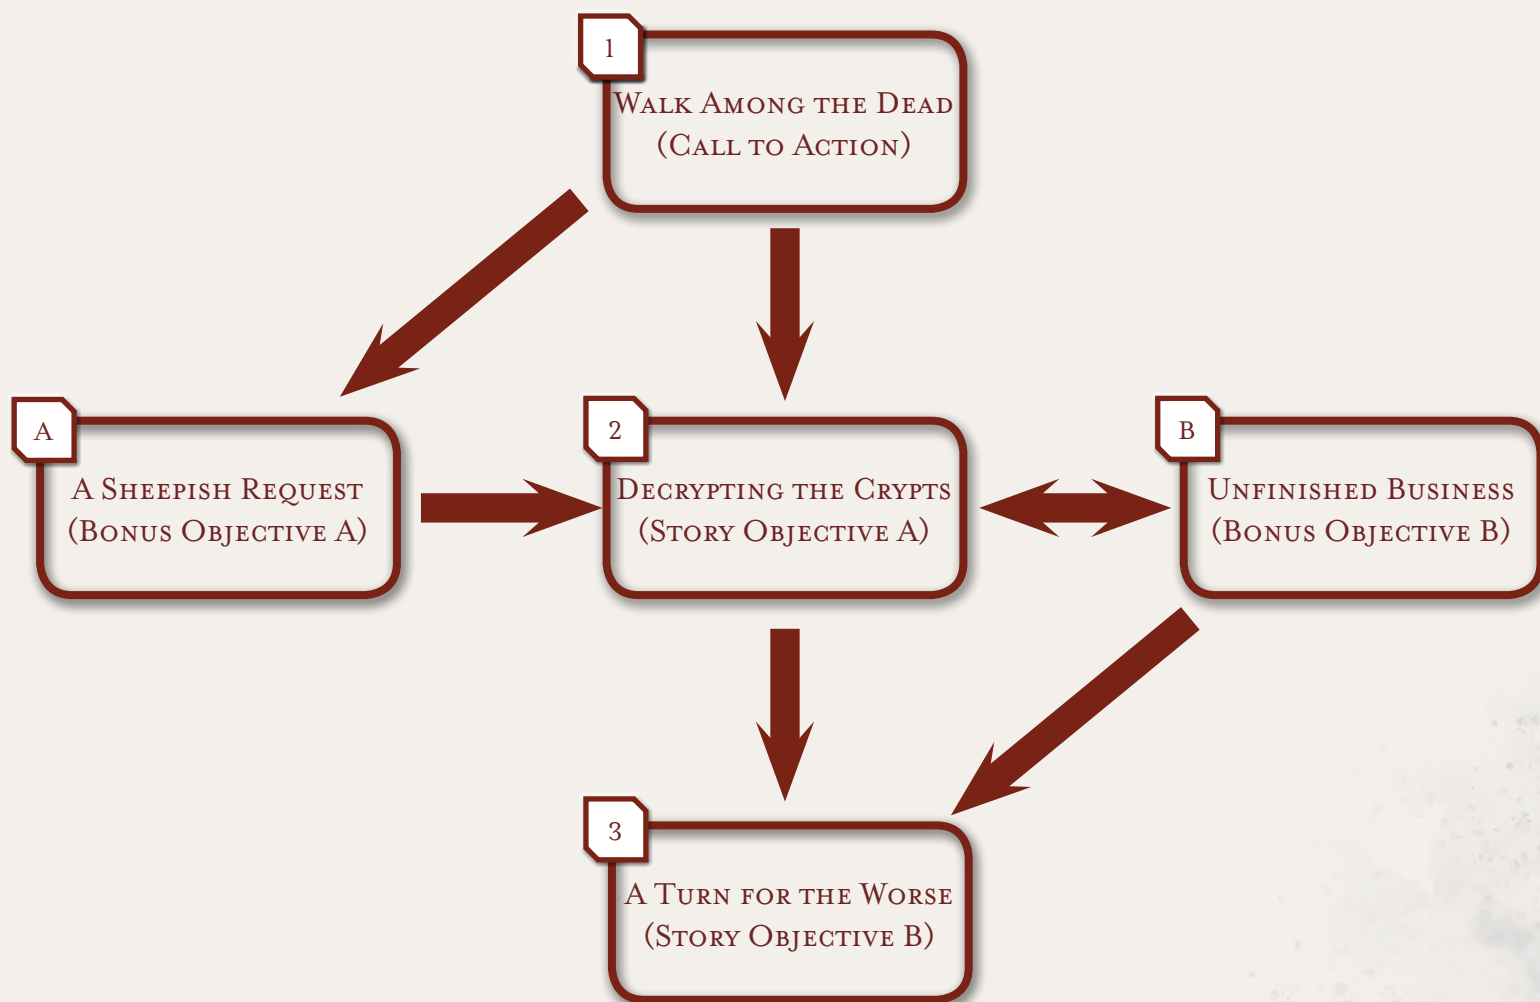 1
Walk Among the Dead
(Call to Action)
A
A Sheepish Request
(Bonus Objective A)
2
Decrypting the Crypts
(Story Objective A)
B
Unfinished Business
(Bonus Objective B)
3
A Turn for the Worse
(Story Objective B)